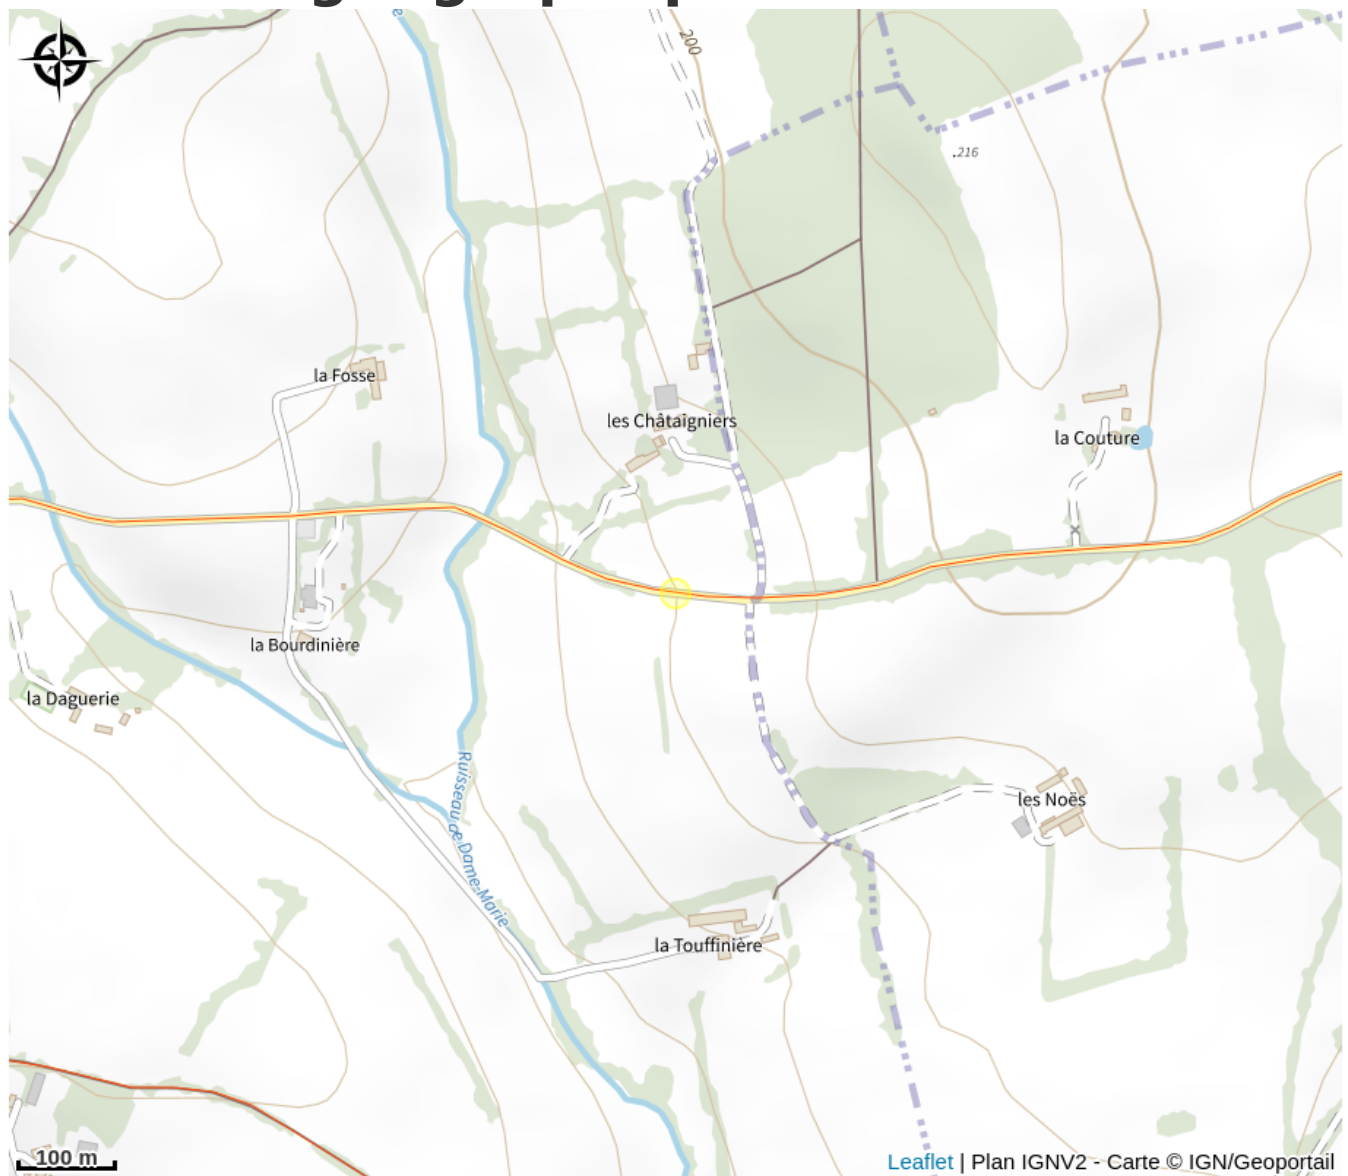 200
.216
la Fosse
les Châtaigniers
la Couture
la Bourdinière
la Daguerie
Ruisseau de Dame-Marie
les Noës
la Touffinière
100 m
Leaflet | Plan IGNV2 - Carte © IGN/Geoportail